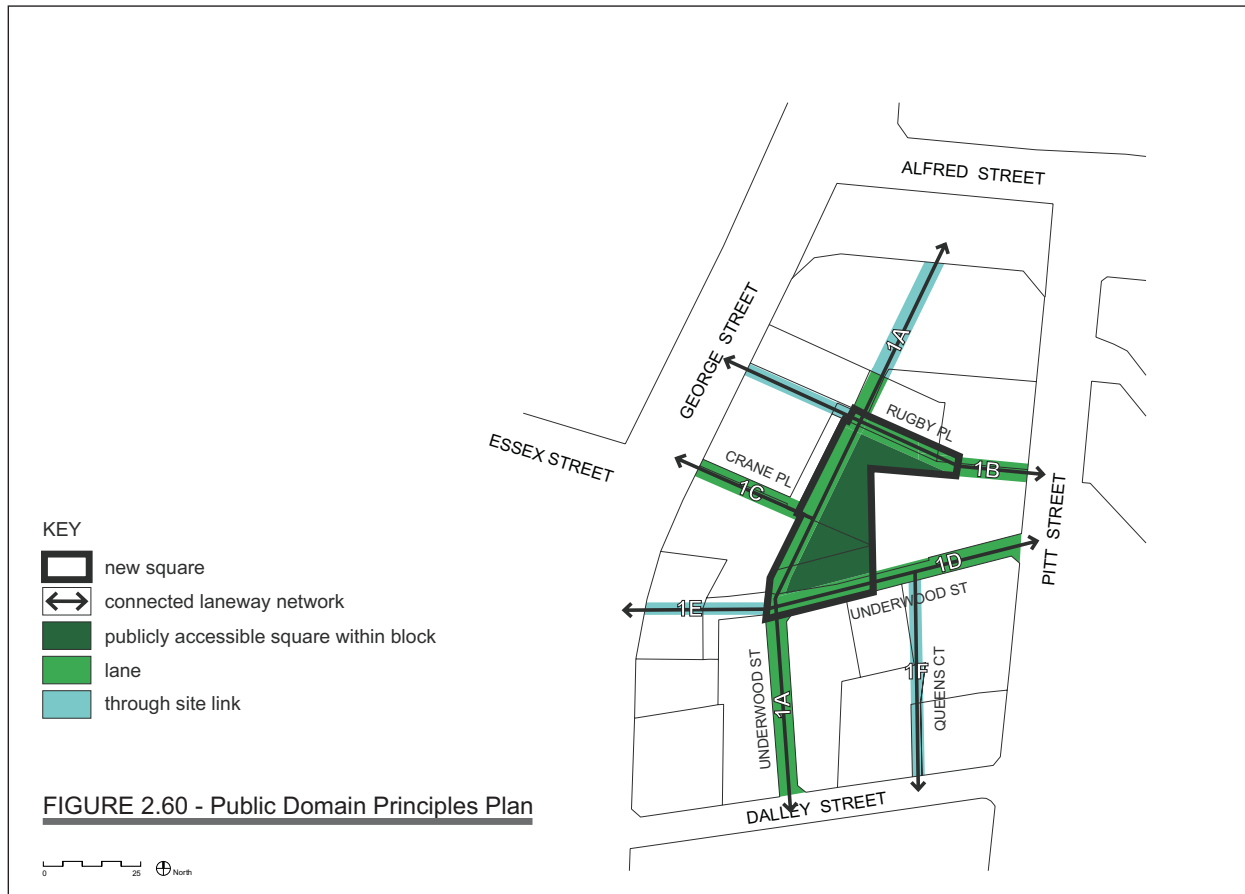 ALFRED STREET
GEORGE STREET
1A
RUGBY PL
ESSEX STREET
CRANE PL
1C
1B
PITT STREET
1D
UNDERWOOD ST
1E
1F
QUEENS CT
UNDERWOOD ST
1A
DALLEY STREET
KEY
new square
connected laneway network
publicly accessible square within block
lane
through site link
FIGURE 2.60 - Public Domain Principles Plan
0 25 North